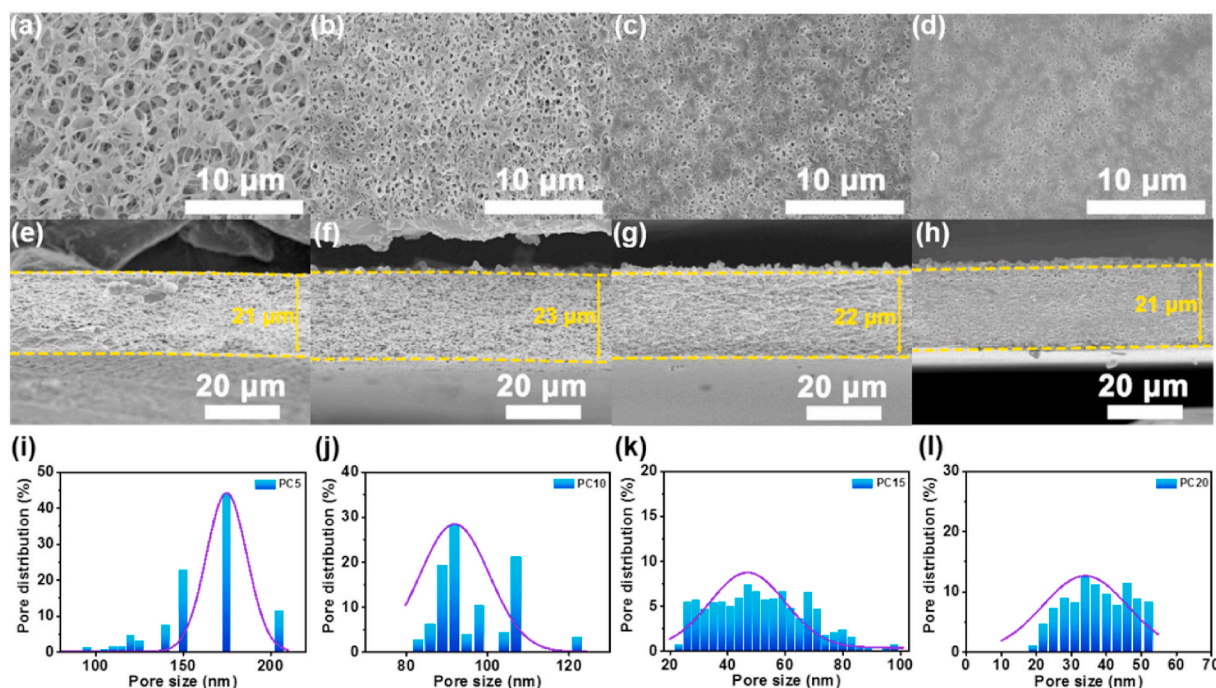 (a) (b) (c) (d)
10 μm 10 μm 10 μm 10 μm
(e) (f) (g) (h)
21 μm 23 μm 22 μm 21 μm
20 μm 20 μm 20 μm 20 μm
(i) (j) (k) (l)
Pore distribution (%)
50
40
30
20
10
0
PC5
100 150 200
Pore size (nm)
Pore distribution (%)
40
30
20
10
0
PC10
80 100 120
Pore size (nm)
Pore distribution (%)
20
15
10
5
0
PC15
20 40 60 80 100
Pore size (nm)
Pore distribution (%)
30
20
10
0
PC20
0 10 20 30 40 50 60 70
Pore size (nm)